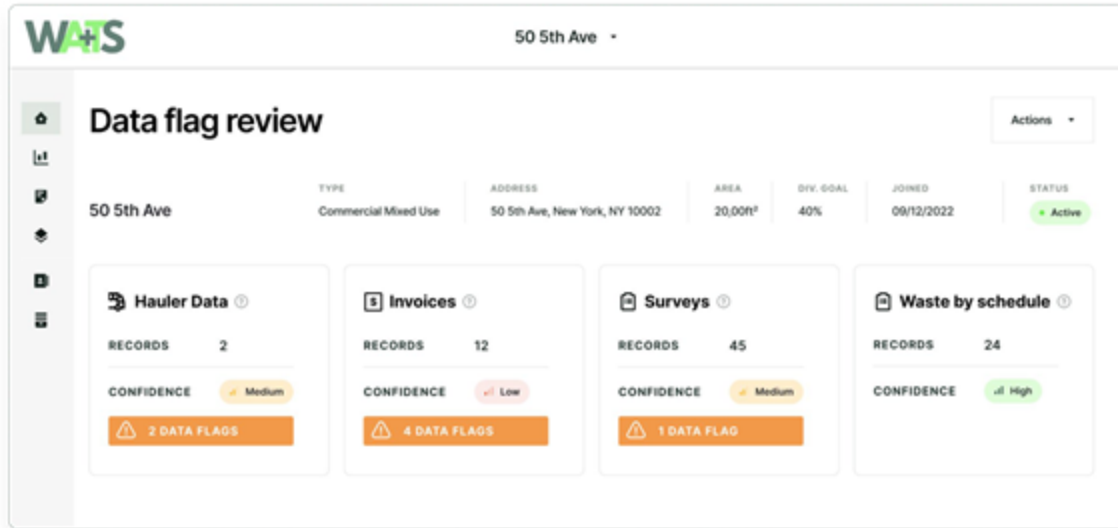 WATS
50 5th Ave
Data flag review
Actions
50 5th Ave
TYPE
Commercial Mixed Use
ADDRESS
50 5th Ave, New York, NY 10002
AREA
20,00ft²
DIV. GOAL
40%
JOINED
09/12/2022
STATUS
Active
Hauler Data
RECORDS 2
CONFIDENCE Medium
2 DATA FLAGS
Invoices
RECORDS 12
CONFIDENCE Low
4 DATA FLAGS
Surveys
RECORDS 45
CONFIDENCE Medium
1 DATA FLAG
Waste by schedule
RECORDS 24
CONFIDENCE High